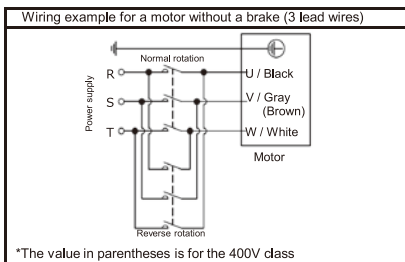 Wiring example for a motor without a brake (3 lead wires)
Normal rotation
Power supply
R
S
T
U / Black
V / Gray
(Brown)
W / White
Motor
Reverse rotation
*The value in parentheses is for the 400V class